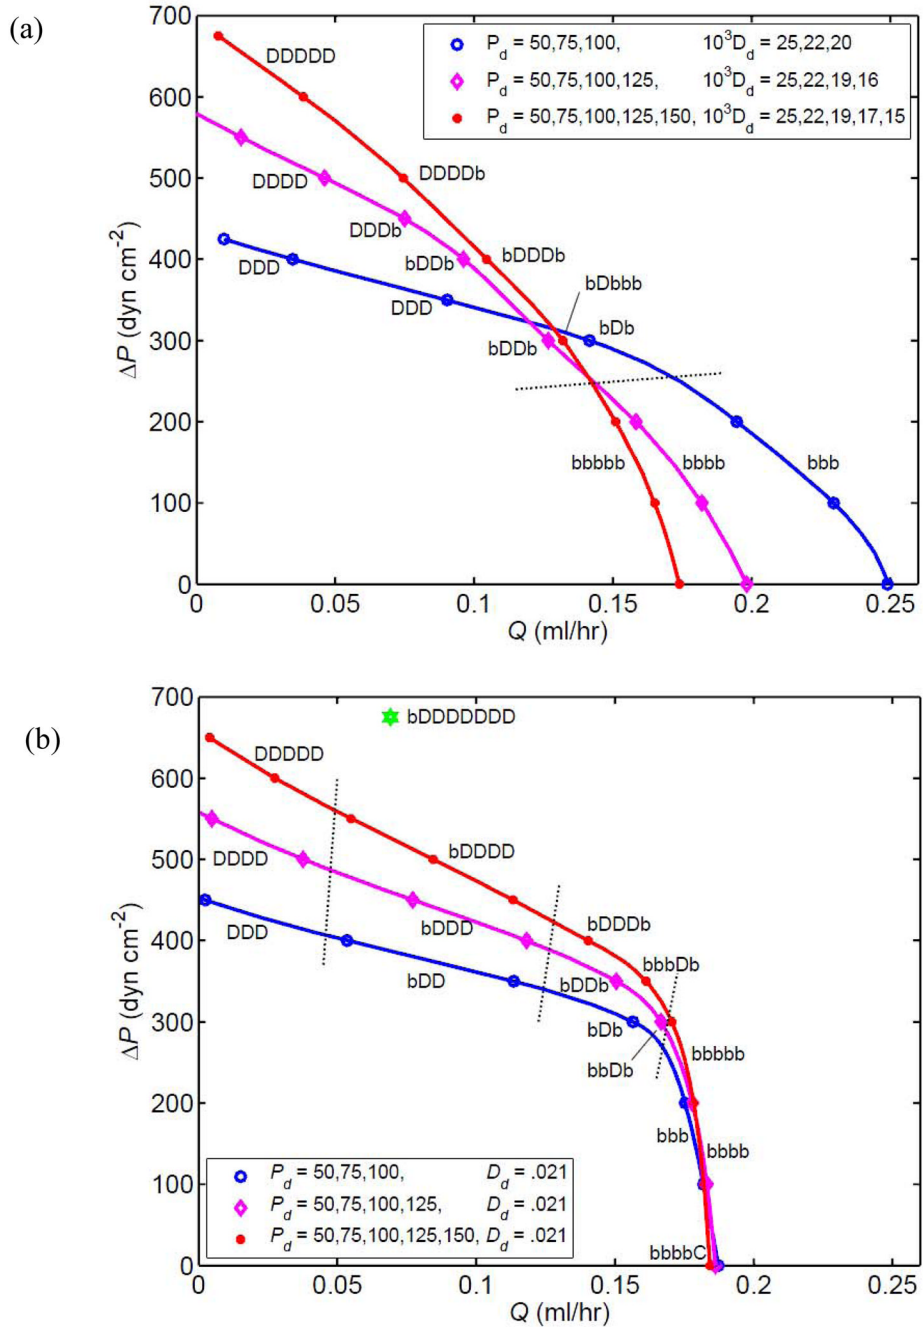 (a)
700
600
500
400
300
200
100
0
ΔP (dyn cm⁻²)
P_d = 50,75,100, 10³D_d = 25,22,20
P_d = 50,75,100,125, 10³D_d = 25,22,19,16
P_d = 50,75,100,125,150, 10³D_d = 25,22,19,17,15
DDDDD
DDDD
DDDDb
DDDb
bDDb
bDDDb
DDD
DDD
bDbbb
bDb
bDDb
bbbbb
bbbb
bbb
0 0.05 0.1 0.15 0.2 0.25
Q (ml/hr)
(b)
700
600
500
400
300
200
100
0
ΔP (dyn cm⁻²)
bDDDDDDD
DDDDD
DDDD
bDDDD
DDD
bDDD
bDDDb
bDD
bDDb
bbbDb
bDb
bbDb
bbbbb
bbb
bbbb
bbbbC
P_d = 50,75,100, D_d = .021
P_d = 50,75,100,125, D_d = .021
P_d = 50,75,100,125,150, D_d = .021
0 0.05 0.1 0.15 0.2 0.25
Q (ml/hr)